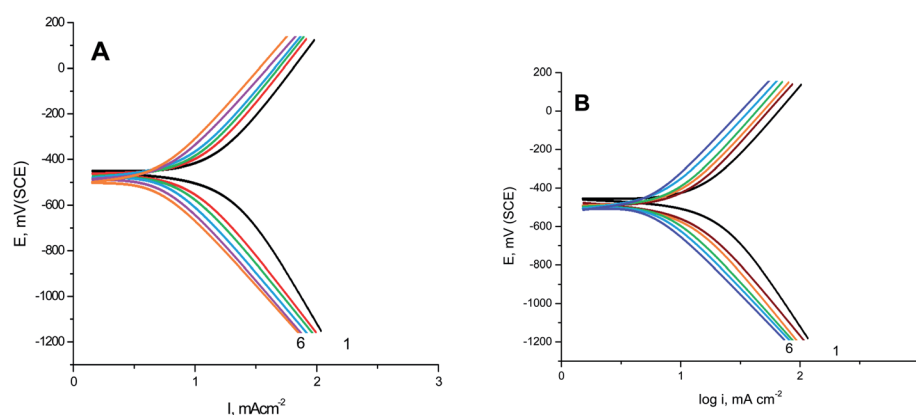 A
E, mV(SCE)
200
0
-200
-400
-600
-800
-1000
-1200
6 1
0 1 2 3
I, mAcm-2
B
E, mV (SCE)
200
0
-200
-400
-600
-800
-1000
-1200
6 1
0 1 2
log i, mA cm-2